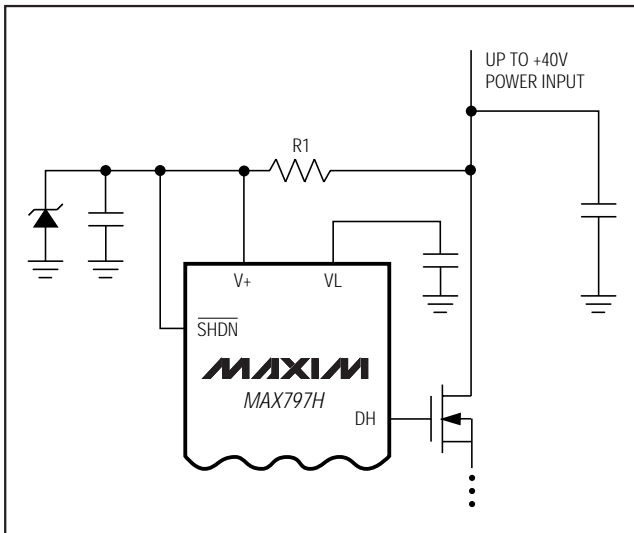 UP TO +40V
POWER INPUT
R1
V+ VL
SHDN
MAXIM
MAX797H
DH